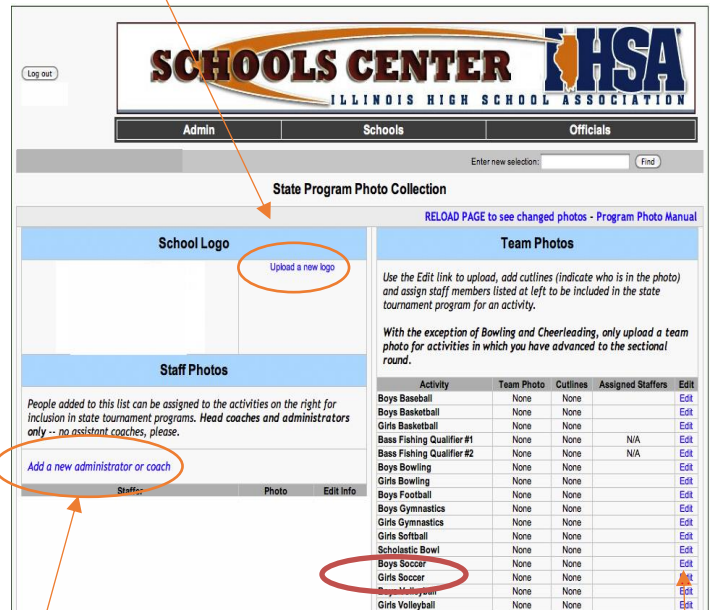 Log out
SCHOOLS CENTER IHSA
ILLINOIS HIGH SCHOOL ASSOCIATION
Admin Schools Officials
Enter new selection: Find
State Program Photo Collection
RELOAD PAGE to see changed photos - Program Photo Manual
School Logo
Upload a new logo
Staff Photos
People added to this list can be assigned to the activities on the right for
inclusion in state tournament programs. Head coaches and administrators
only -- no assistant coaches, please.
Add a new administrator or coach
Staffer Photo Edit Info
Team Photos
Use the Edit link to upload, add cutlines (indicate who is in the photo)
and assign staff members listed at left to be included in the state
tournament program for an activity.
With the exception of Bowling and Cheerleading, only upload a team
photo for activities in which you have advanced to the sectional
round.
Activity Team Photo Cutlines Assigned Staffers Edit
Boys Baseball None None Edit
Boys Basketball None None Edit
Girls Basketball None None Edit
Bass Fishing Qualifier #1 None None N/A Edit
Bass Fishing Qualifier #2 None None N/A Edit
Boys Bowling None None Edit
Girls Bowling None None Edit
Boys Football None None Edit
Boys Gymnastics None None Edit
Girls Gymnastics None None Edit
Girls Softball None None Edit
Scholastic Bowl None None Edit
Boys Soccer None None Edit
Girls Soccer None None Edit
Boys Volleyball None None Edit
Girls Volleyball None None Edit